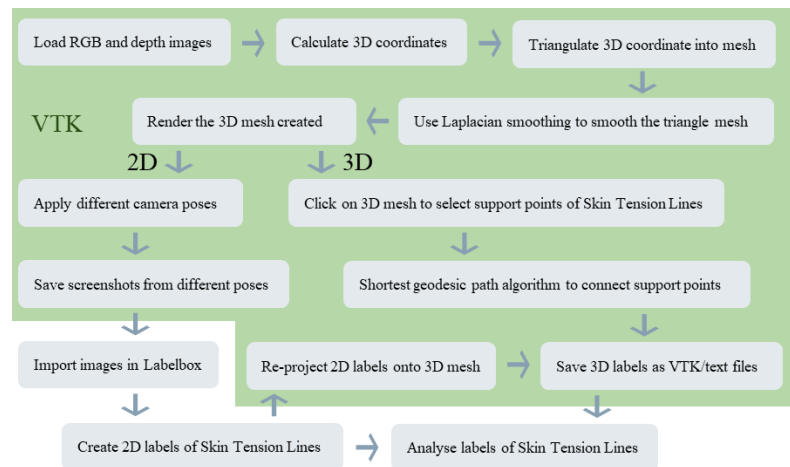 Load RGB and depth images
Calculate 3D coordinates
Triangulate 3D coordinate into mesh
VTK
Render the 3D mesh created
Use Laplacian smoothing to smooth the triangle mesh
2D
3D
Apply different camera poses
Click on 3D mesh to select support points of Skin Tension Lines
Save screenshots from different poses
Shortest geodesic path algorithm to connect support points
Import images in Labelbox
Re-project 2D labels onto 3D mesh
Save 3D labels as VTK/text files
Create 2D labels of Skin Tension Lines
Analyse labels of Skin Tension Lines